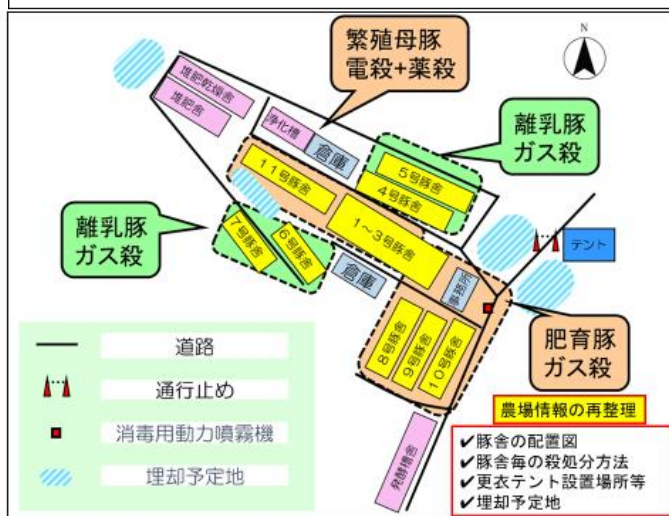 N
繁殖母豚
電殺+薬殺
堆肥乾燥舎
堆肥舎
浄化槽
倉庫
離乳豚
ガス殺
5号豚舎
4号豚舎
11号豚舎
1~3号豚舎
離乳豚
ガス殺
7号豚舎
6号豚舎
倉庫
事務所
テント
8号豚舎
9号豚舎
10号豚舎
肥育豚
ガス殺
発酵槽舎
道路
通行止め
消毒用動力噴霧機
埋却予定地
農場情報の再整理
✔豚舎の配置図
✔豚舎毎の殺処分方法
✔更衣テント設置場所等
✔埋却予定地